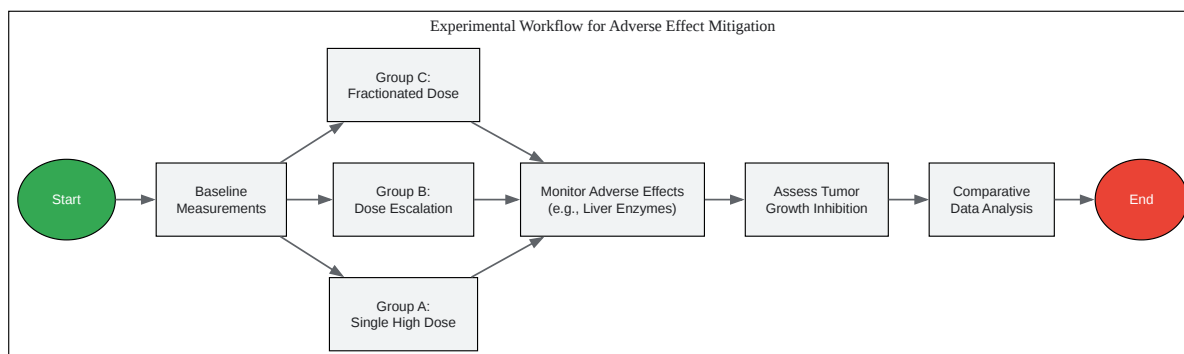 Experimental Workflow for Adverse Effect Mitigation
Start
Baseline
Measurements
Group C:
Fractionated Dose
Group B:
Dose Escalation
Group A:
Single High Dose
Monitor Adverse Effects
(e.g., Liver Enzymes)
Assess Tumor
Growth Inhibition
Comparative
Data Analysis
End